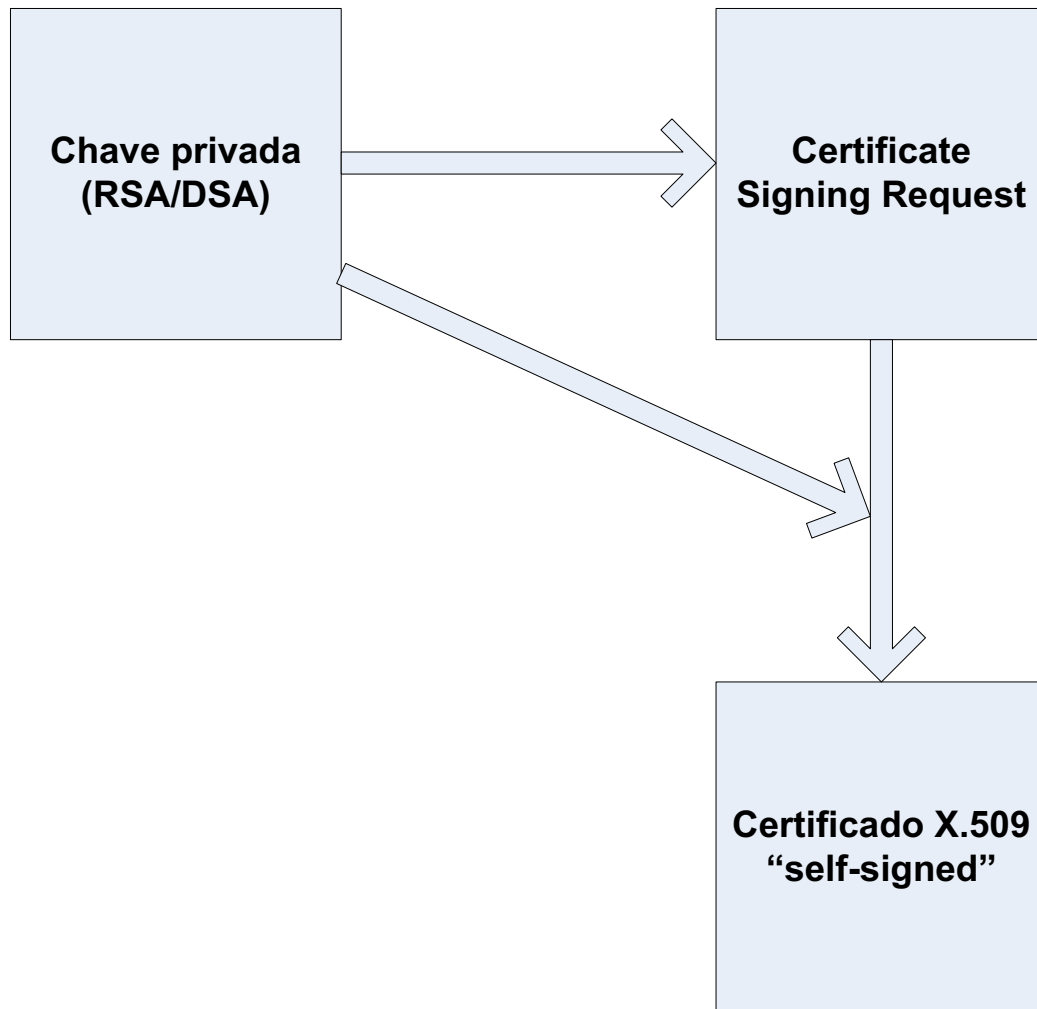 Chave privada
(RSA/DSA)
Certificate
Signing Request
Certificado X.509
“self-signed”